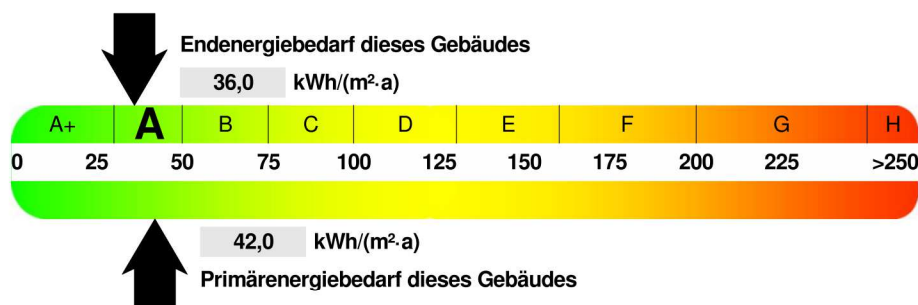 Endenergiebedarf dieses Gebäudes
36,0 kWh/(m²·a)
A+ A B C D E F G H
0 25 50 75 100 125 150 175 200 225 >250
42,0 kWh/(m²·a)
Primärenergiebedarf dieses Gebäudes